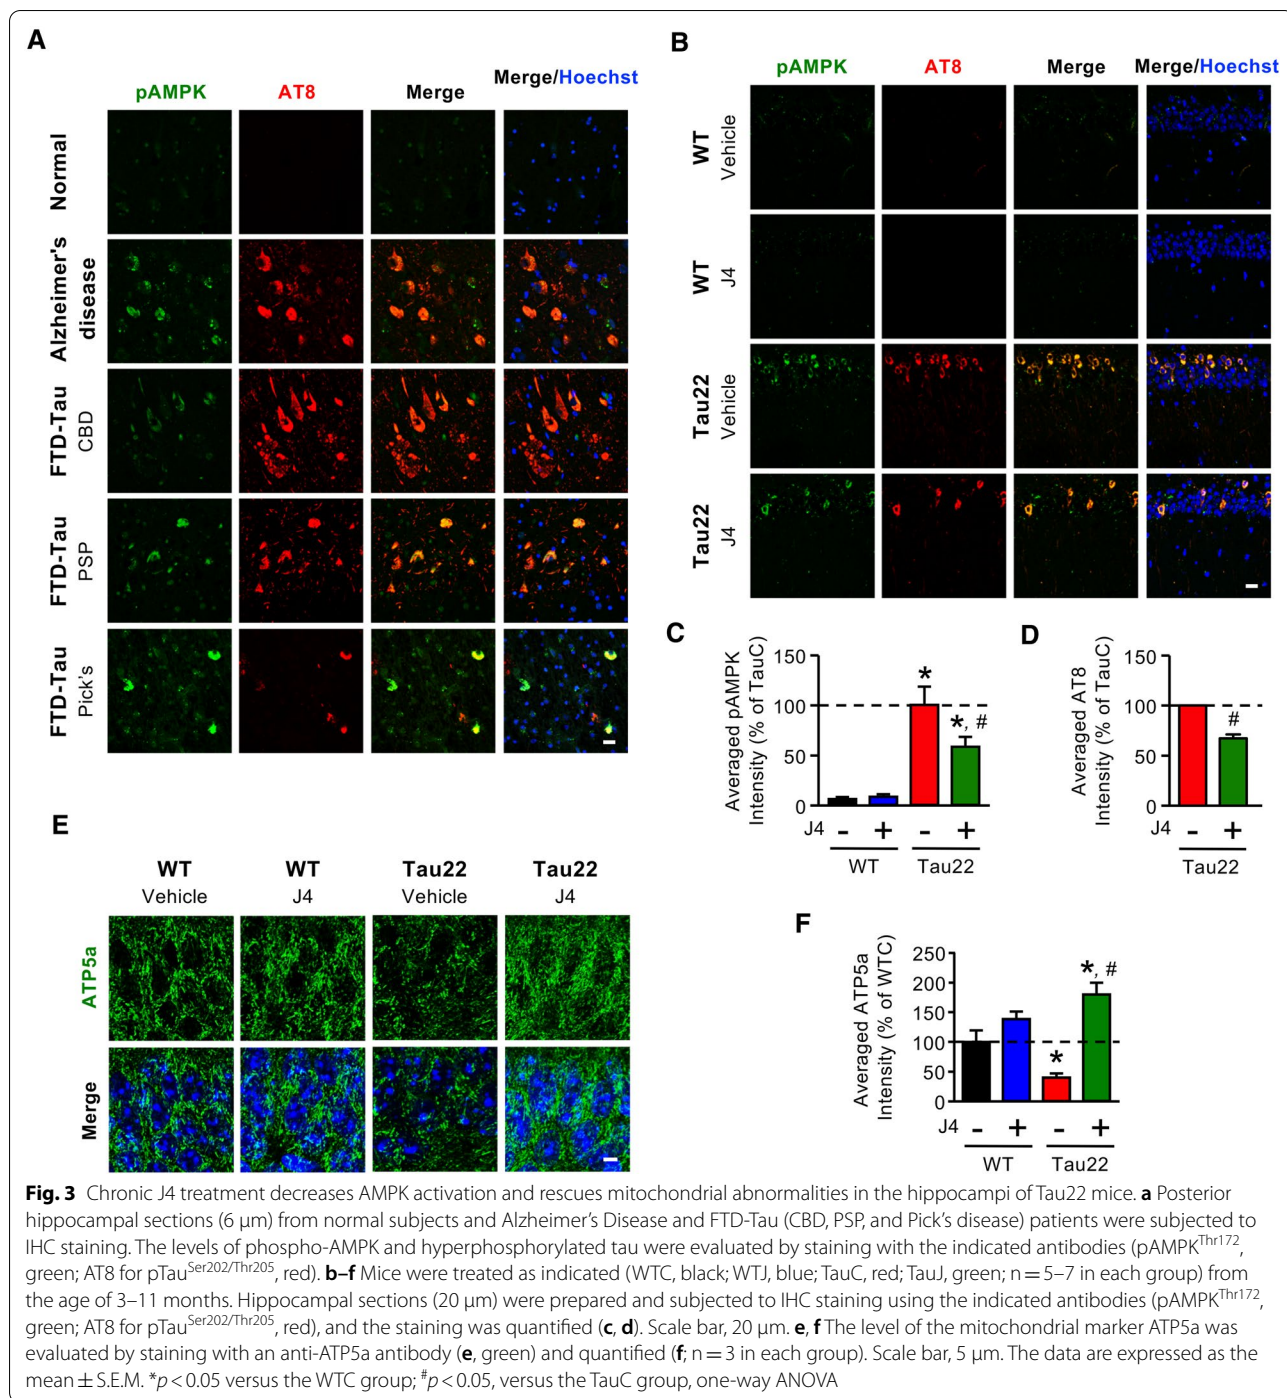 A
pAMPK
AT8
Merge
Merge/Hoechst
Normal
Alzheimer's
disease
FTD-Tau
CBD
FTD-Tau
PSP
FTD-Tau
Pick's
B
pAMPK
AT8
Merge
Merge/Hoechst
WT
Vehicle
WT
J4
Tau22
Vehicle
Tau22
J4
C
Averaged pAMPK
Intensity (% of TauC)
150
100
50
0
*
*, #
J4 - + - +
WT Tau22
D
Averaged AT8
Intensity (% of TauC)
150
100
50
0
#
J4 - +
Tau22
E
WT
Vehicle
WT
J4
Tau22
Vehicle
Tau22
J4
ATP5a
Merge
F
Averaged ATP5a
Intensity (% of WTC)
250
200
150
100
50
0
*
*, #
J4 - + - +
WT Tau22
Fig. 3 Chronic J4 treatment decreases AMPK activation and rescues mitochondrial abnormalities in the hippocampi of Tau22 mice. a Posterior
hippocampal sections (6 μm) from normal subjects and Alzheimer's Disease and FTD-Tau (CBD, PSP, and Pick's disease) patients were subjected to
IHC staining. The levels of phospho-AMPK and hyperphosphorylated tau were evaluated by staining with the indicated antibodies (pAMPK^Thr172,
green; AT8 for pTau^Ser202/Thr205, red). b–f Mice were treated as indicated (WTC, black; WTJ, blue; TauC, red; TauJ, green; n = 5–7 in each group) from
the age of 3–11 months. Hippocampal sections (20 μm) were prepared and subjected to IHC staining using the indicated antibodies (pAMPK^Thr172,
green; AT8 for pTau^Ser202/Thr205, red), and the staining was quantified (c, d). Scale bar, 20 μm. e, f The level of the mitochondrial marker ATP5a was
evaluated by staining with an anti-ATP5a antibody (e, green) and quantified (f; n = 3 in each group). Scale bar, 5 μm. The data are expressed as the
mean ± S.E.M. *p < 0.05 versus the WTC group; #p < 0.05, versus the TauC group, one-way ANOVA